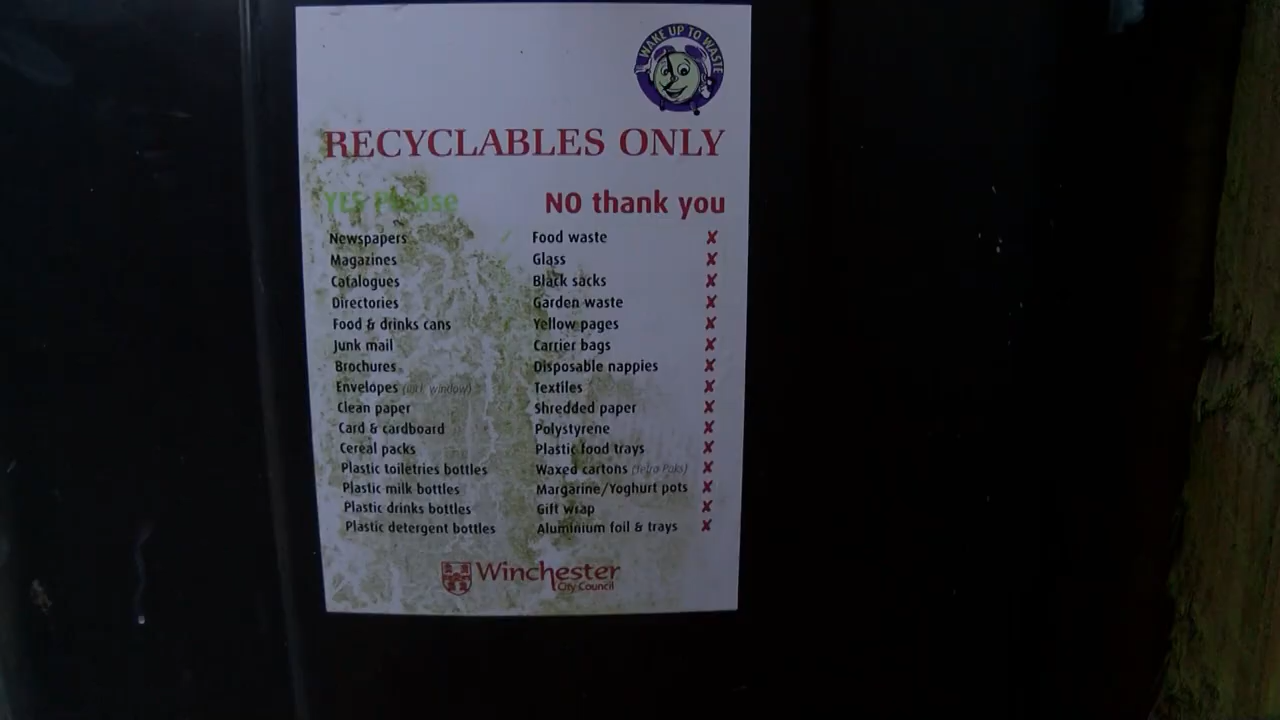 WAKE UP TO WASTE
RECYCLABLES ONLY
YES Please
NO thank you
Newspapers
Magazines
Catalogues
Directories
Food & drinks cans
Junk mail
Brochures
Envelopes (incl. window)
Clean paper
Card & cardboard
Cereal packs
Plastic toiletries bottles
Plastic milk bottles
Plastic drinks bottles
Plastic detergent bottles
Food waste ✘
Glass ✘
Black sacks ✘
Garden waste ✘
Yellow pages ✘
Carrier bags ✘
Disposable nappies ✘
Textiles ✘
Shredded paper ✘
Polystyrene ✘
Plastic food trays ✘
Waxed cartons (Tetra Paks) ✘
Margarine/Yoghurt pots ✘
Gift wrap ✘
Aluminium foil & trays ✘
Winchester
City Council